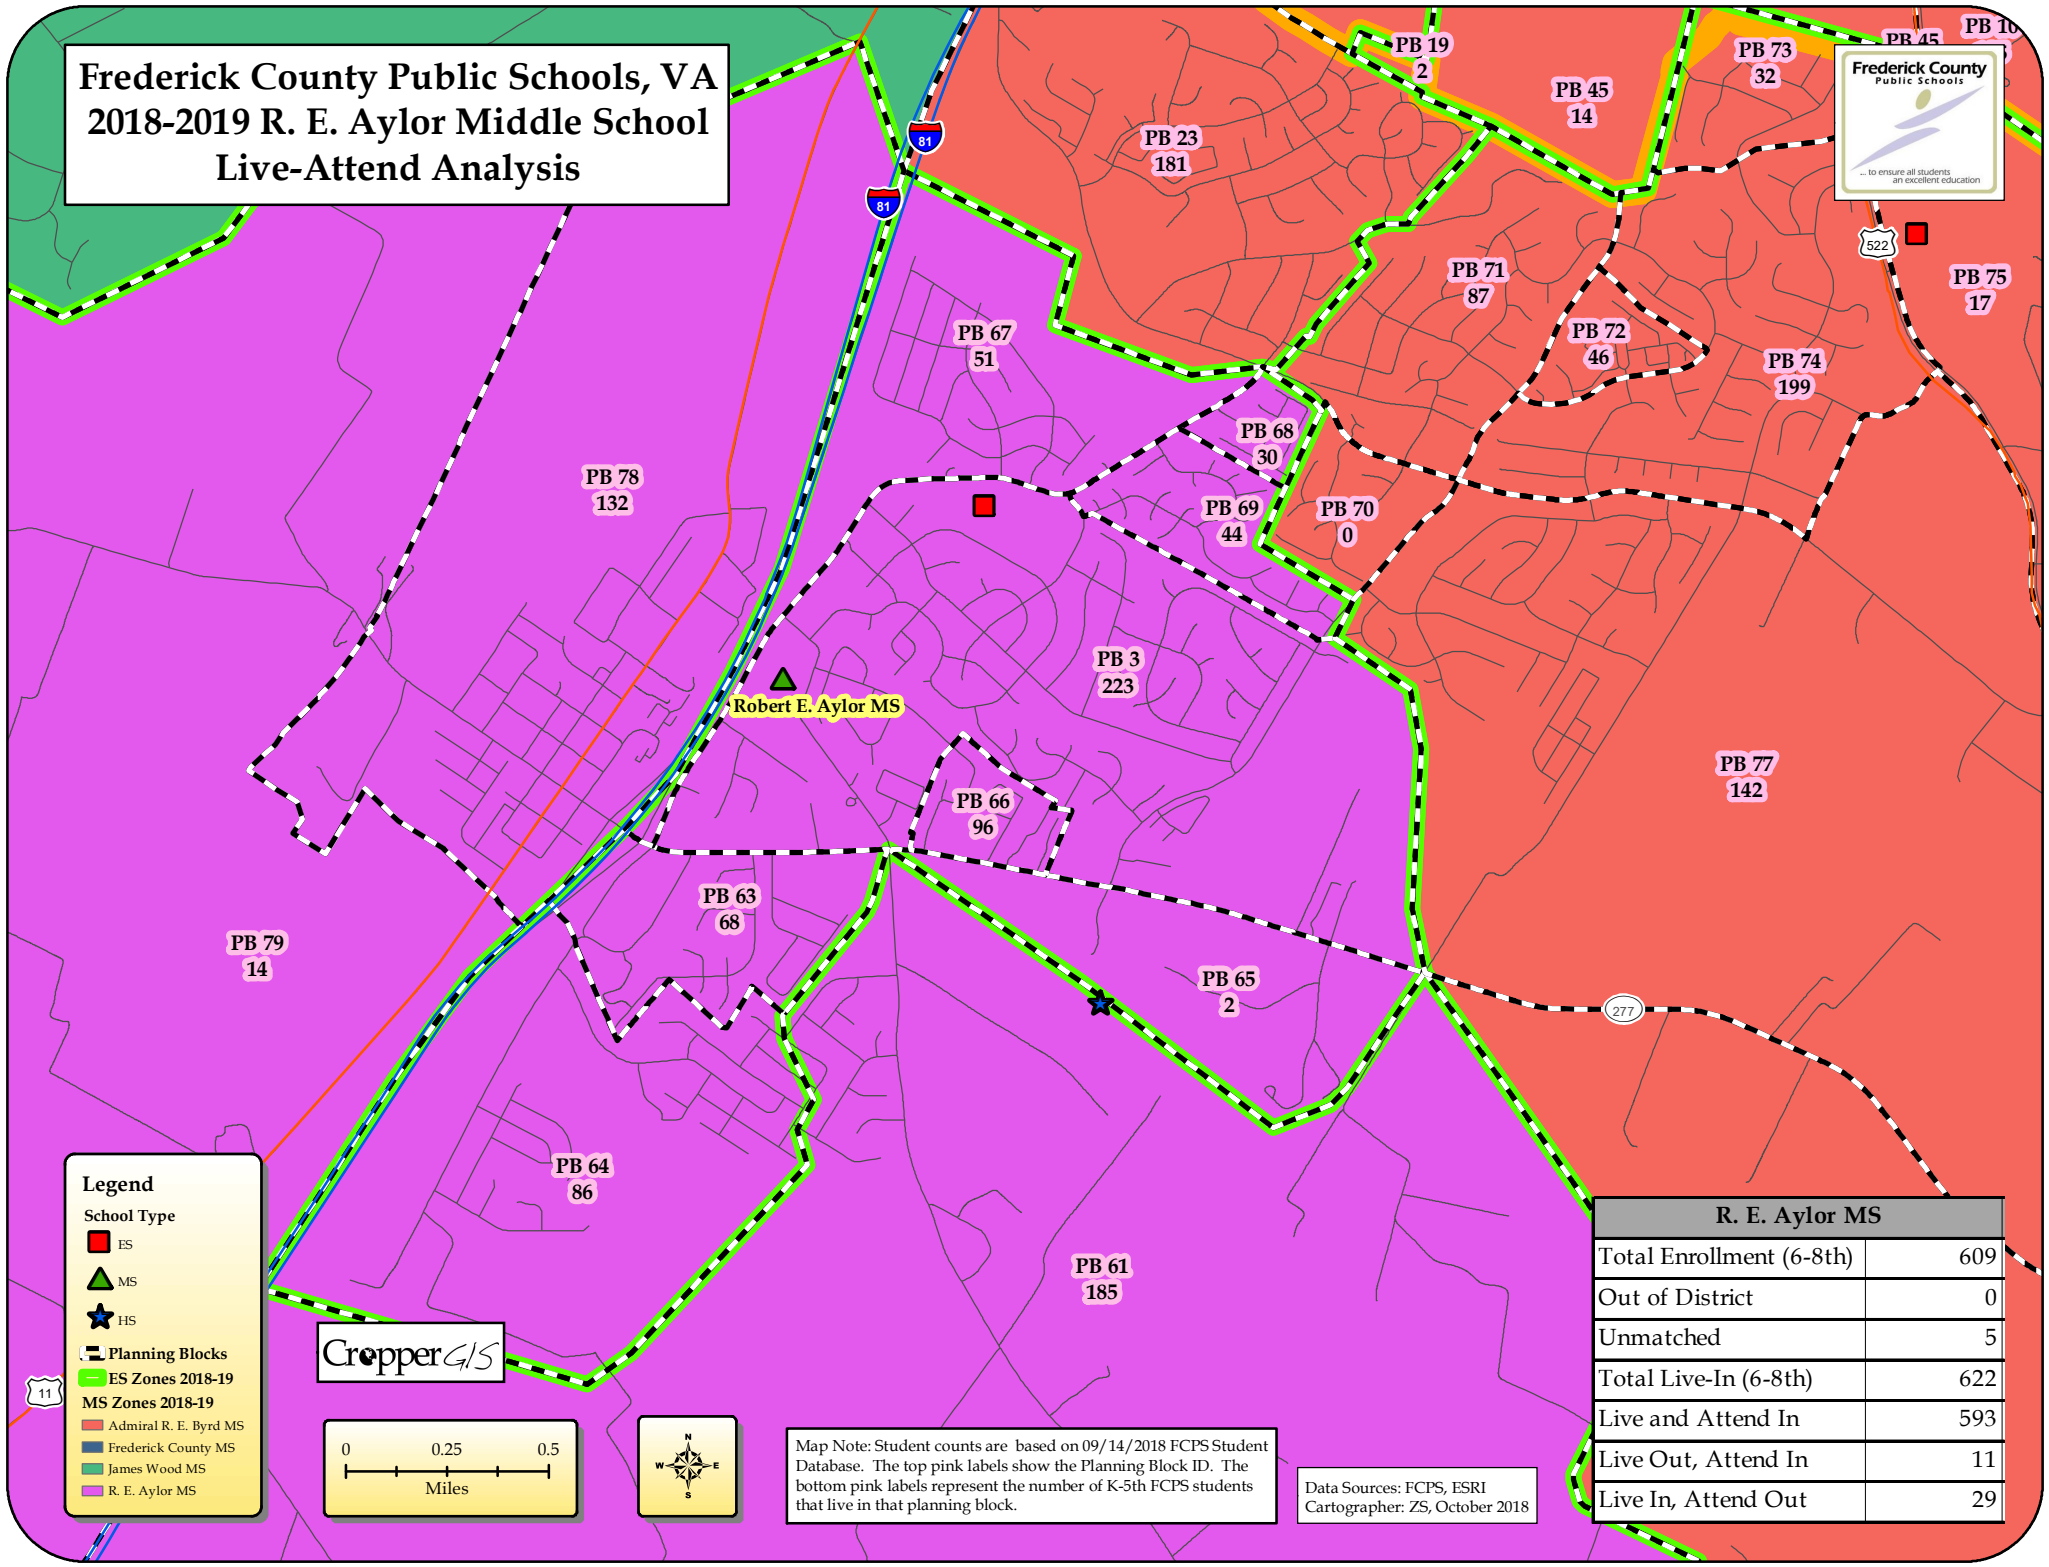 Frederick County Public Schools, VA
2018-2019 R. E. Aylor Middle School
Live-Attend Analysis
PB 19
2
PB 45
14
PB 73
32
PB 45
PB 10
Frederick County
Public Schools
... to ensure all students
an excellent education
81
81
PB 23
181
522
PB 75
17
PB 71
87
PB 67
51
PB 72
46
PB 74
199
PB 68
30
PB 78
132
PB 69
44
PB 70
0
PB 3
223
Robert E. Aylor MS
PB 77
142
PB 66
96
PB 63
68
PB 79
14
PB 65
2
277
PB 64
86
PB 61
185
Legend
School Type
ES
MS
HS
Planning Blocks
ES Zones 2018-19
MS Zones 2018-19
Admiral R. E. Byrd MS
Frederick County MS
James Wood MS
R. E. Aylor MS
11
Cropper GIS
0 0.25 0.5
Miles
N
W E
S
Map Note: Student counts are based on 09/14/2018 FCPS Student
Database. The top pink labels show the Planning Block ID. The
bottom pink labels represent the number of K-5th FCPS students
that live in that planning block.
Data Sources: FCPS, ESRI
Cartographer: ZS, October 2018
R. E. Aylor MS
Total Enrollment (6-8th) 609
Out of District 0
Unmatched 5
Total Live-In (6-8th) 622
Live and Attend In 593
Live Out, Attend In 11
Live In, Attend Out 29